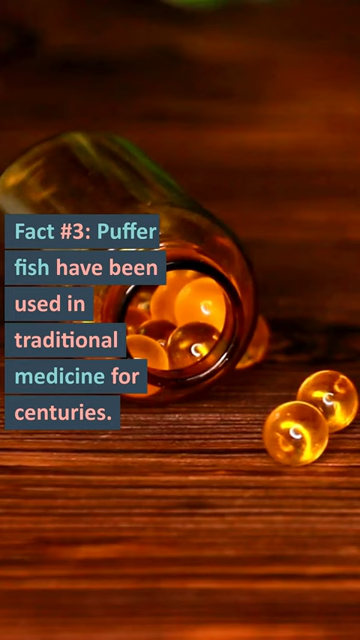 Fact #3: Puffer
fish have been
used in
traditional
medicine for
centuries.